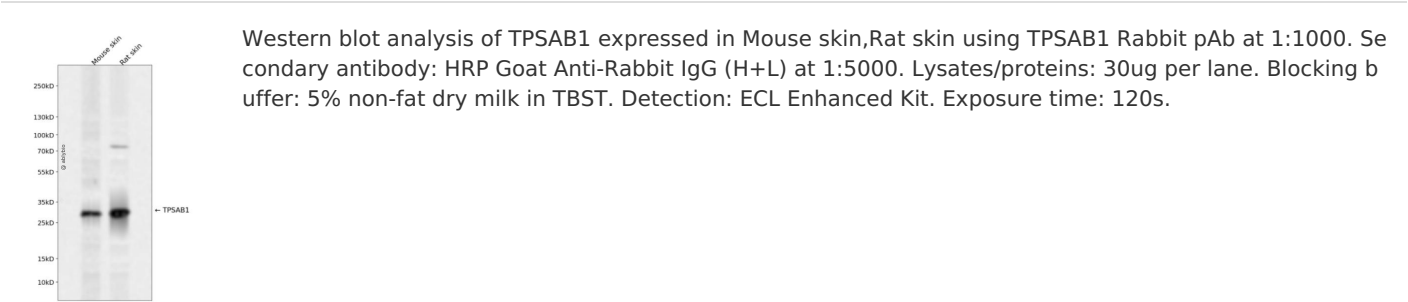 Mouse skin
Rat skin
Western blot analysis of TPSAB1 expressed in Mouse skin,Rat skin using TPSAB1 Rabbit pAb at 1:1000. Se
condary antibody: HRP Goat Anti-Rabbit IgG (H+L) at 1:5000. Lysates/proteins: 30ug per lane. Blocking b
uffer: 5% non-fat dry milk in TBST. Detection: ECL Enhanced Kit. Exposure time: 120s.
250kD
130kD
100kD
70kD
55kD
35kD
25kD
15kD
10kD
@ abybio
← TPSAB1